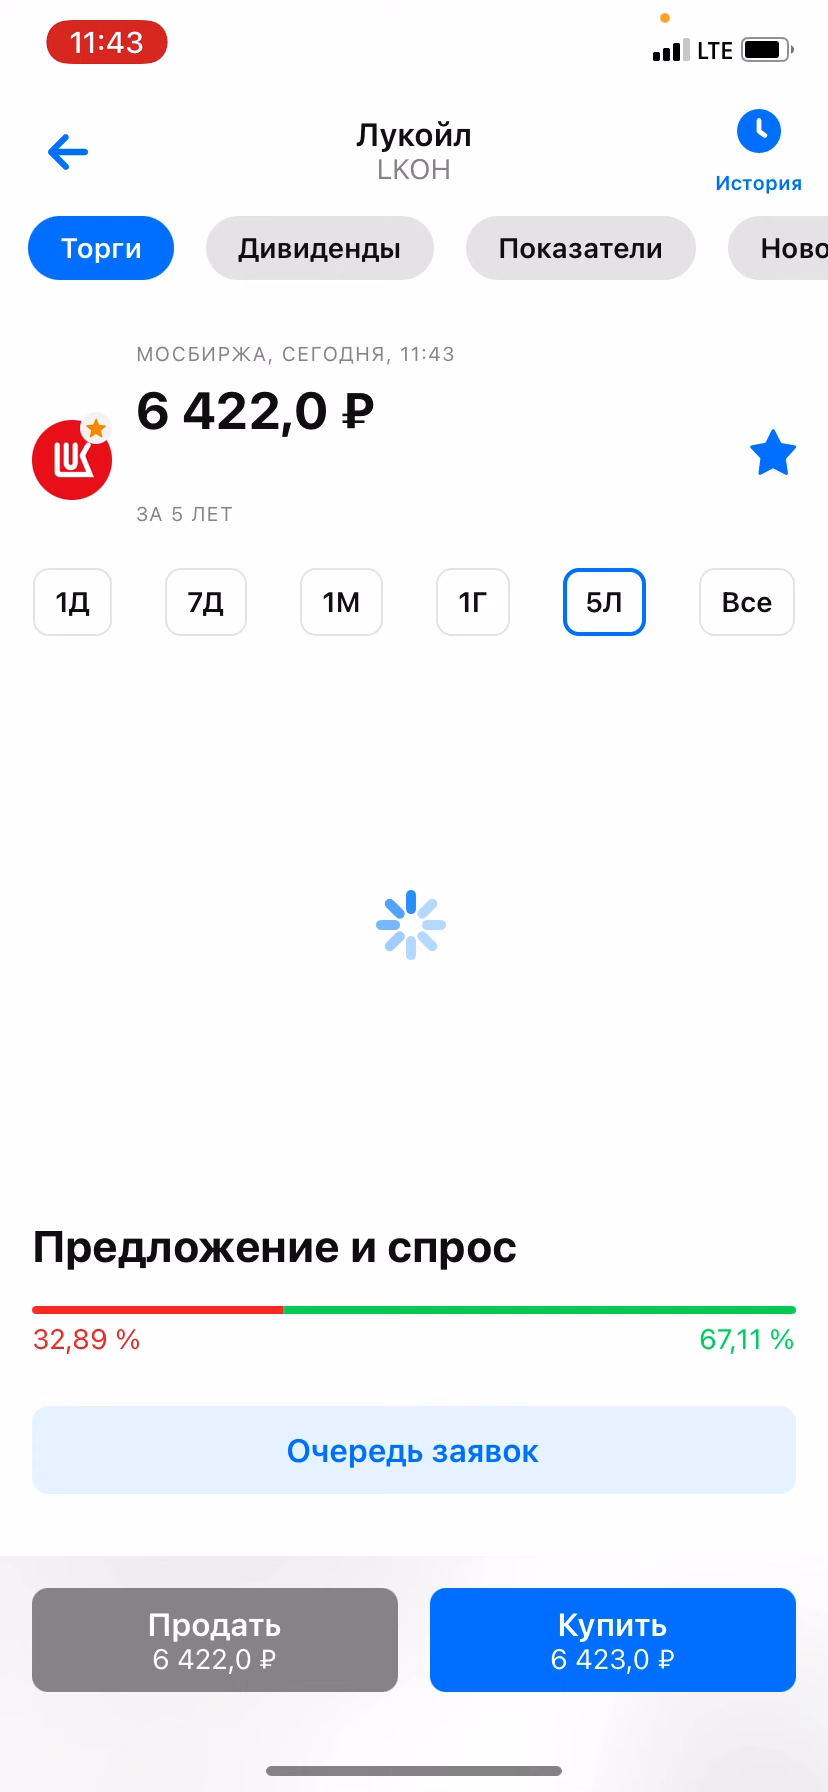 11:43
LTE
Лукойл
LKOH
История
Торги
Дивиденды
Показатели
Ново
МОСБИРЖА, СЕГОДНЯ, 11:43
6 422,0 ₽
ЗА 5 ЛЕТ
1Д
7Д
1М
1Г
5Л
Все
Предложение и спрос
32,89 %
67,11 %
Очередь заявок
Продать
6 422,0 ₽
Купить
6 423,0 ₽